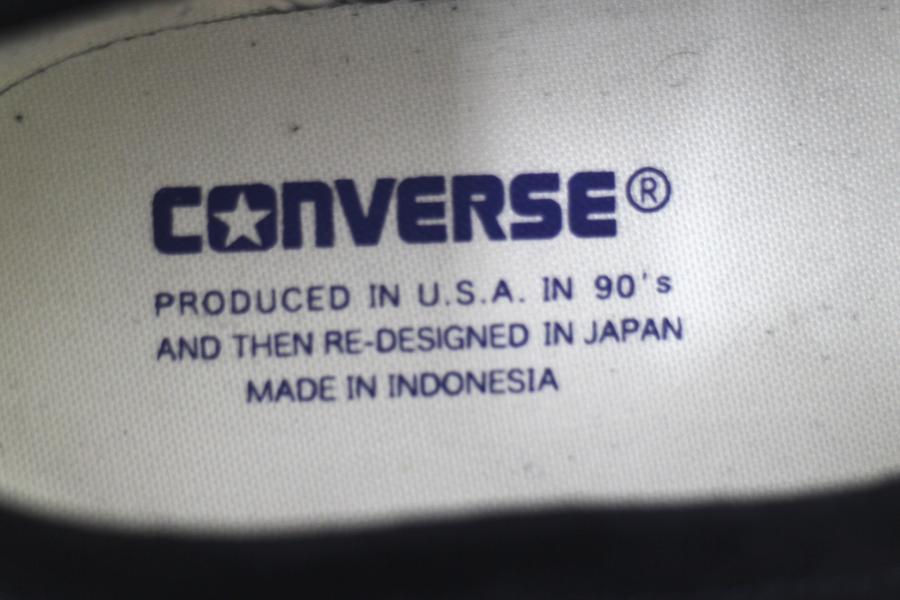 CONVERSE®
PRODUCED IN U.S.A. IN 90's
AND THEN RE-DESIGNED IN JAPAN
MADE IN INDONESIA